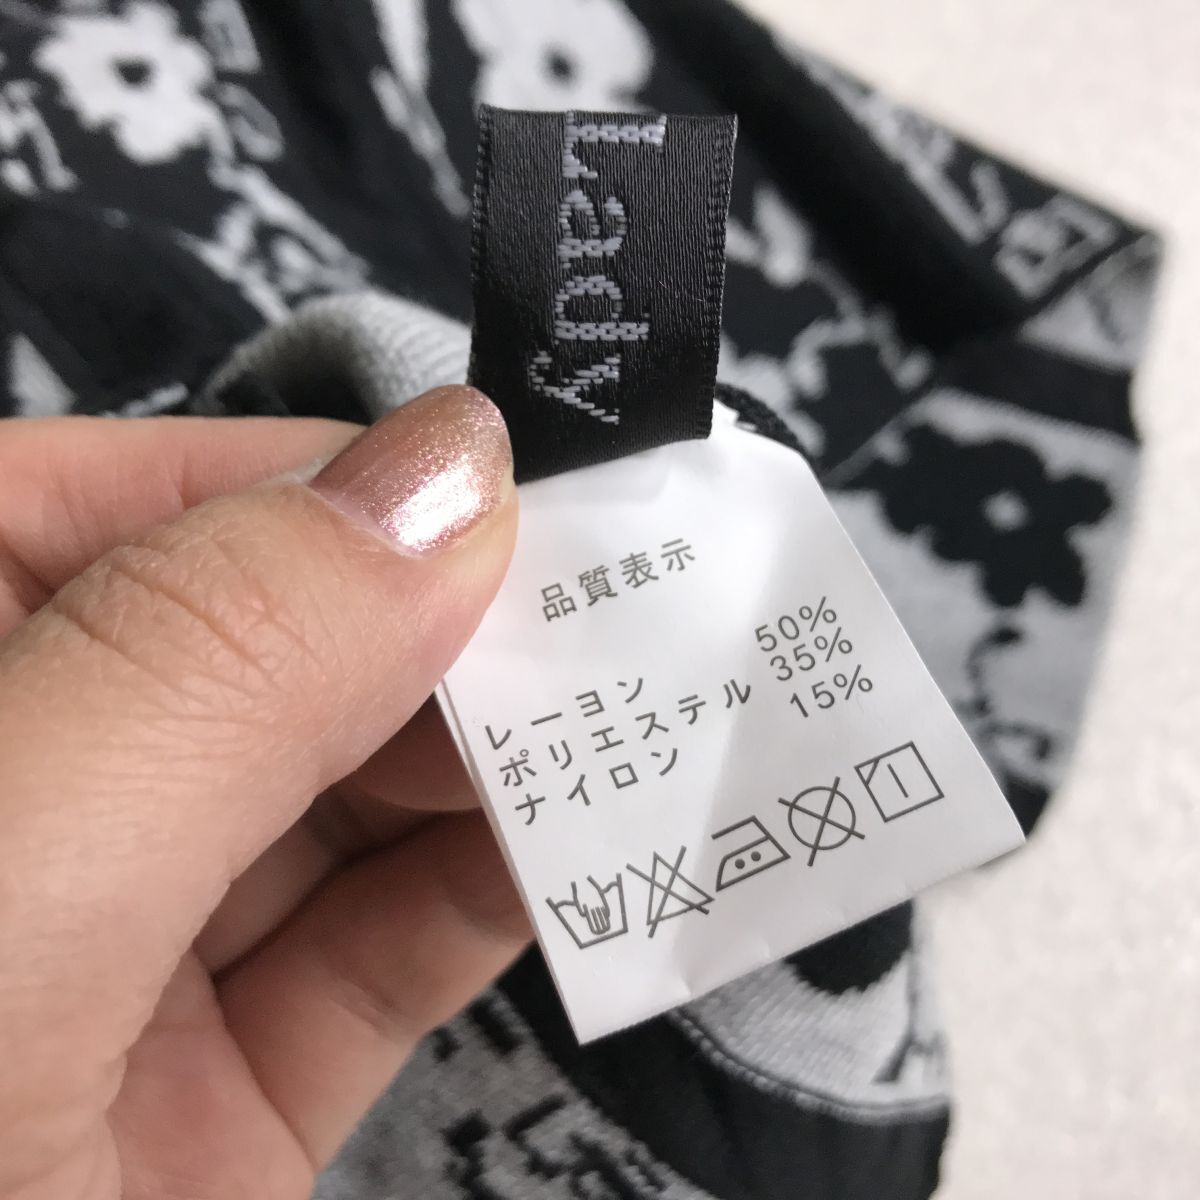 Lady
品質表示
レーヨン 50%
ポリエステル 35%
ナイロン 15%